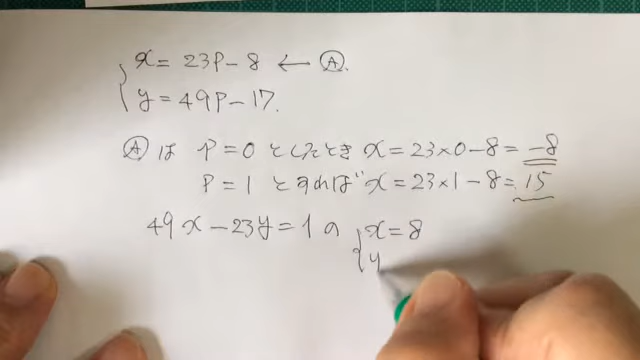 x = 23P - 8 ← Ⓐ.
y = 49P - 17.
Ⓐは P = 0 としたとき x = 23×0 - 8 = -8
P = 1 とすれば x = 23×1 - 8 = 15
49x - 23y = 1 の { x = 8
y